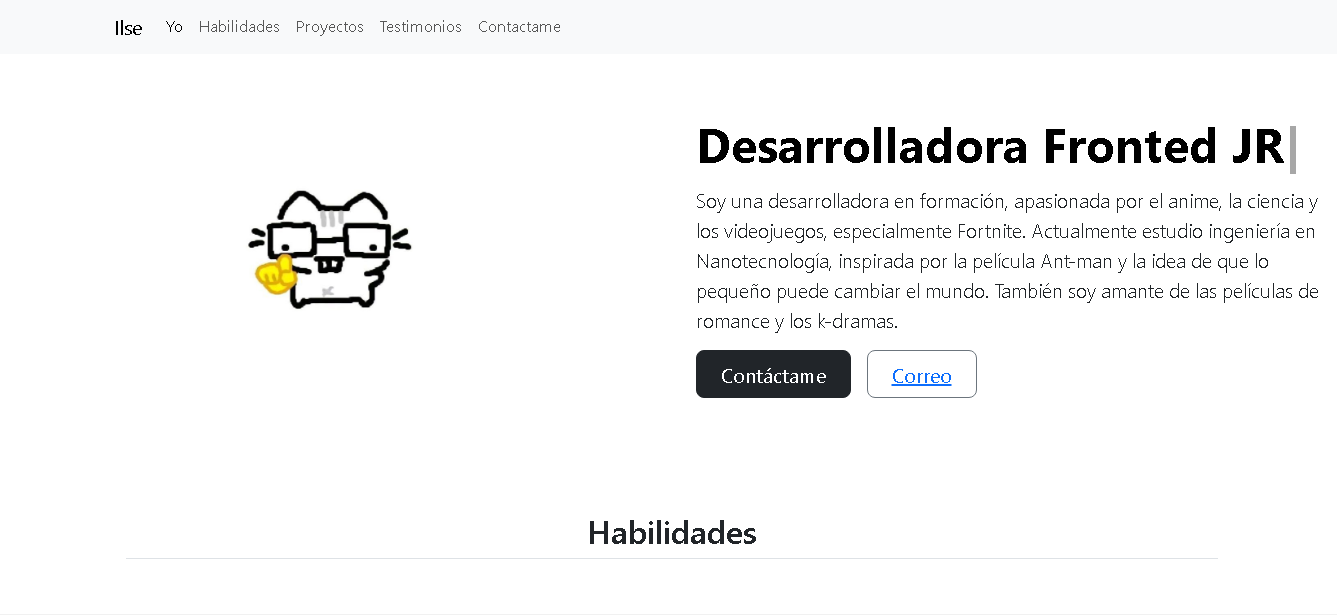 Ilse Yo Habilidades Proyectos Testimonios Contactame
Desarrolladora Fronted JR
Soy una desarrolladora en formación, apasionada por el anime, la ciencia y
los videojuegos, especialmente Fortnite. Actualmente estudio ingeniería en
Nanotecnología, inspirada por la película Ant-man y la idea de que lo
pequeño puede cambiar el mundo. También soy amante de las películas de
romance y los k-dramas.
Contáctame Correo
Habilidades